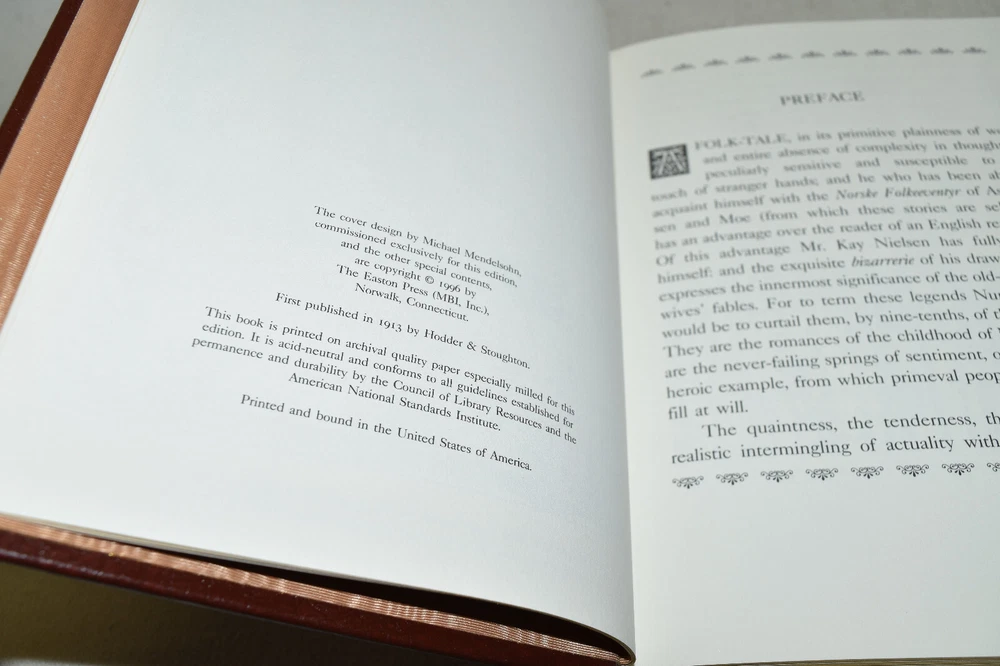 The cover design by Michael Mendelsohn,
commissioned exclusively for this edition,
and the other special contents,
are copyright © 1996 by
The Easton Press (MBI, Inc.),
Norwalk, Connecticut.
First published in 1913 by Hodder & Stoughton.
This book is printed on archival quality paper especially milled for this
edition. It is acid-neutral and conforms to all guidelines established for
permanence and durability by the Council of Library Resources and the
American National Standards Institute.
Printed and bound in the United States of America.
PREFACE
A FOLK-TALE, in its primitive plainness of
and entire absence of complexity in thought
peculiarly sensitive and susceptible to
touch of stranger hands; and he who has been
acquaint himself with the Norske Folkeeventyr of
sen and Moe (from which these stories are
has an advantage over the reader of an English
Of this advantage Mr. Kay Nielsen has fully
himself: and the exquisite bizarrerie of his
expresses the innermost significance of the old-
wives' fables. For to term these legends
would be to curtail them, by nine-tenths, of
They are the romances of the childhood of
are the never-failing springs of sentiment,
heroic example, from which primeval
fill at will.
The quaintness, the tenderness,
realistic intermingling of actuality with